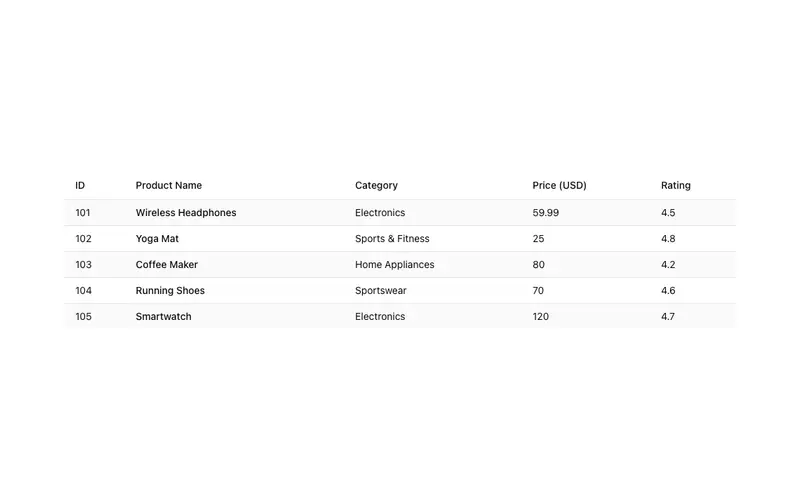 ID Product Name Category Price (USD) Rating
101 Wireless Headphones Electronics 59.99 4.5
102 Yoga Mat Sports & Fitness 25 4.8
103 Coffee Maker Home Appliances 80 4.2
104 Running Shoes Sportswear 70 4.6
105 Smartwatch Electronics 120 4.7